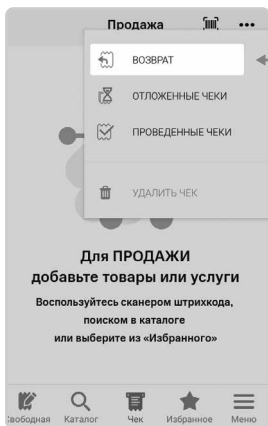 Продажа
ВОЗВРАТ
ОТЛОЖЕННЫЕ ЧЕКИ
ПРОВЕДЕННЫЕ ЧЕКИ
УДАЛИТЬ ЧЕК
Для ПРОДАЖИ
добавьте товары или услуги
Воспользуйтесь сканером штрихкода,
поиском в каталоге
или выберите из «Избранного»
Свободная Каталог Чек Избранное Меню